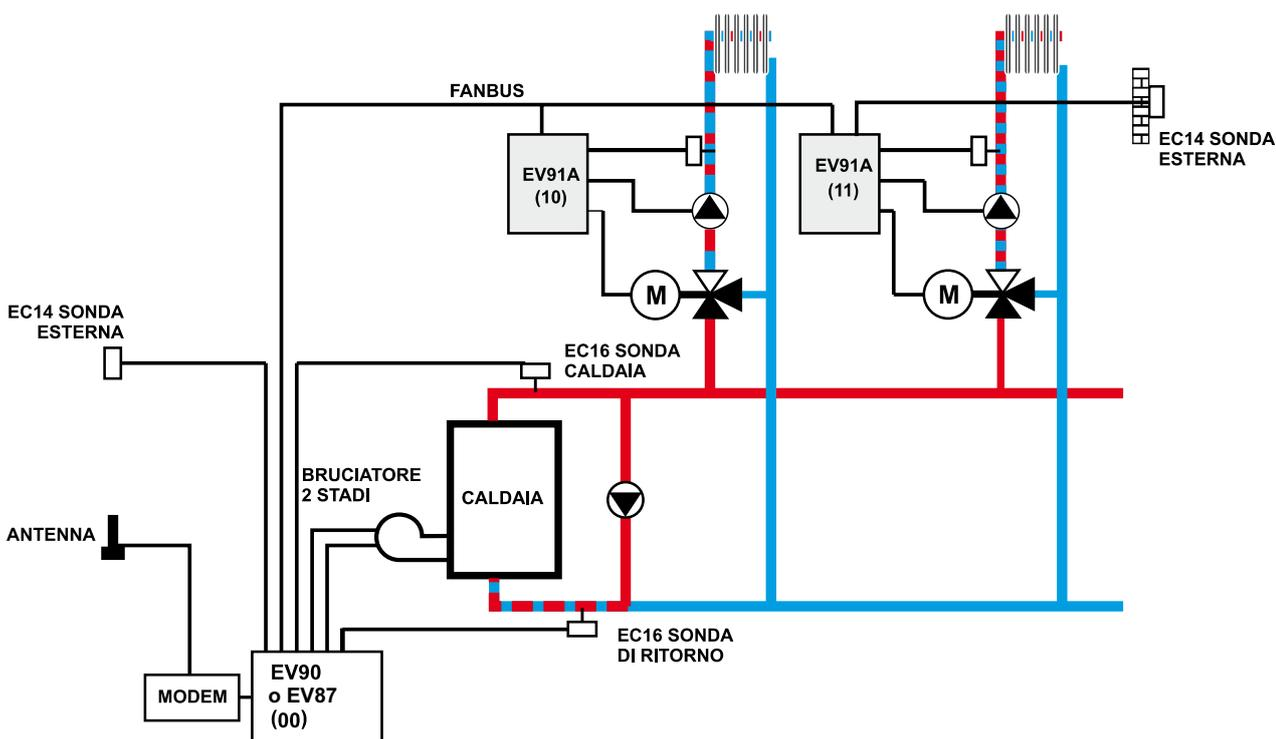 FANBUS
EV91A
(10)
EV91A
(11)
EC14 SONDA
ESTERNA
M
M
EC14 SONDA
ESTERNA
EC16 SONDA
CALDAIA
BRUCIATORE
2 STADI
CALDAIA
ANTENNA
EC16 SONDA
DI RITORNO
MODEM
EV90
o EV87
(00)